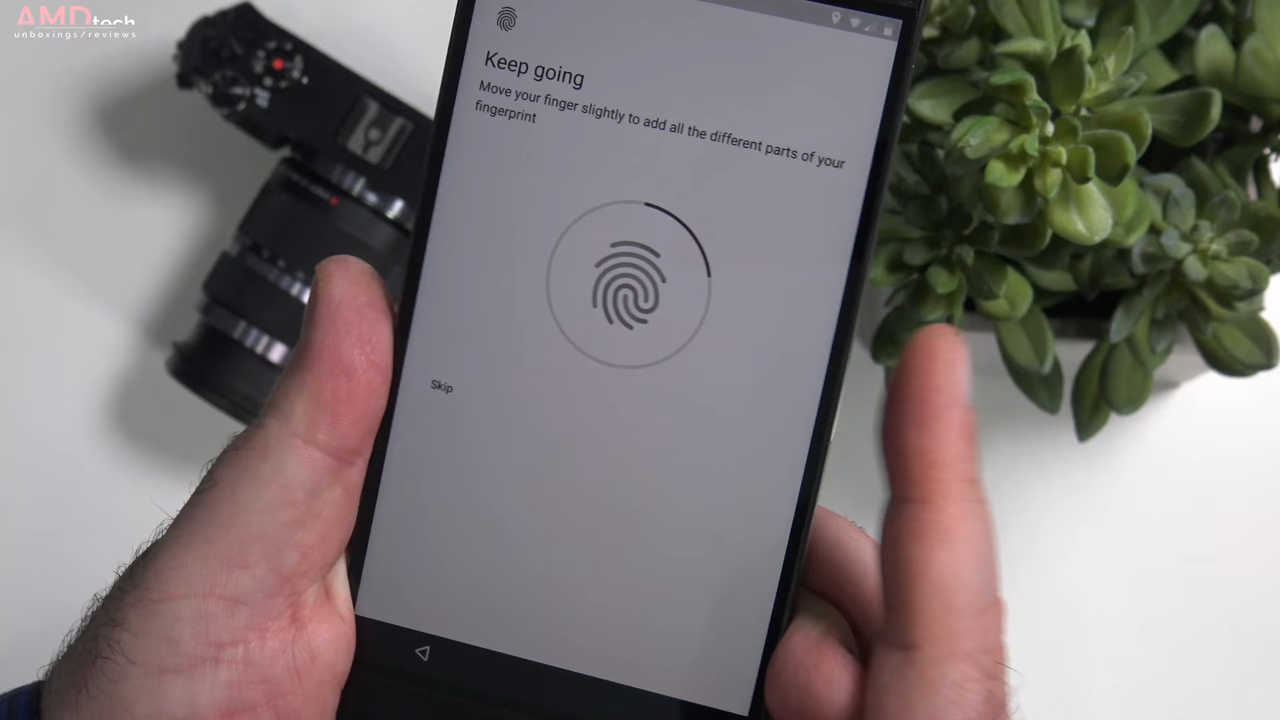 AMDtech
unboxings/reviews
Keep going
Move your finger slightly to add all the different parts of your
fingerprint
Skip